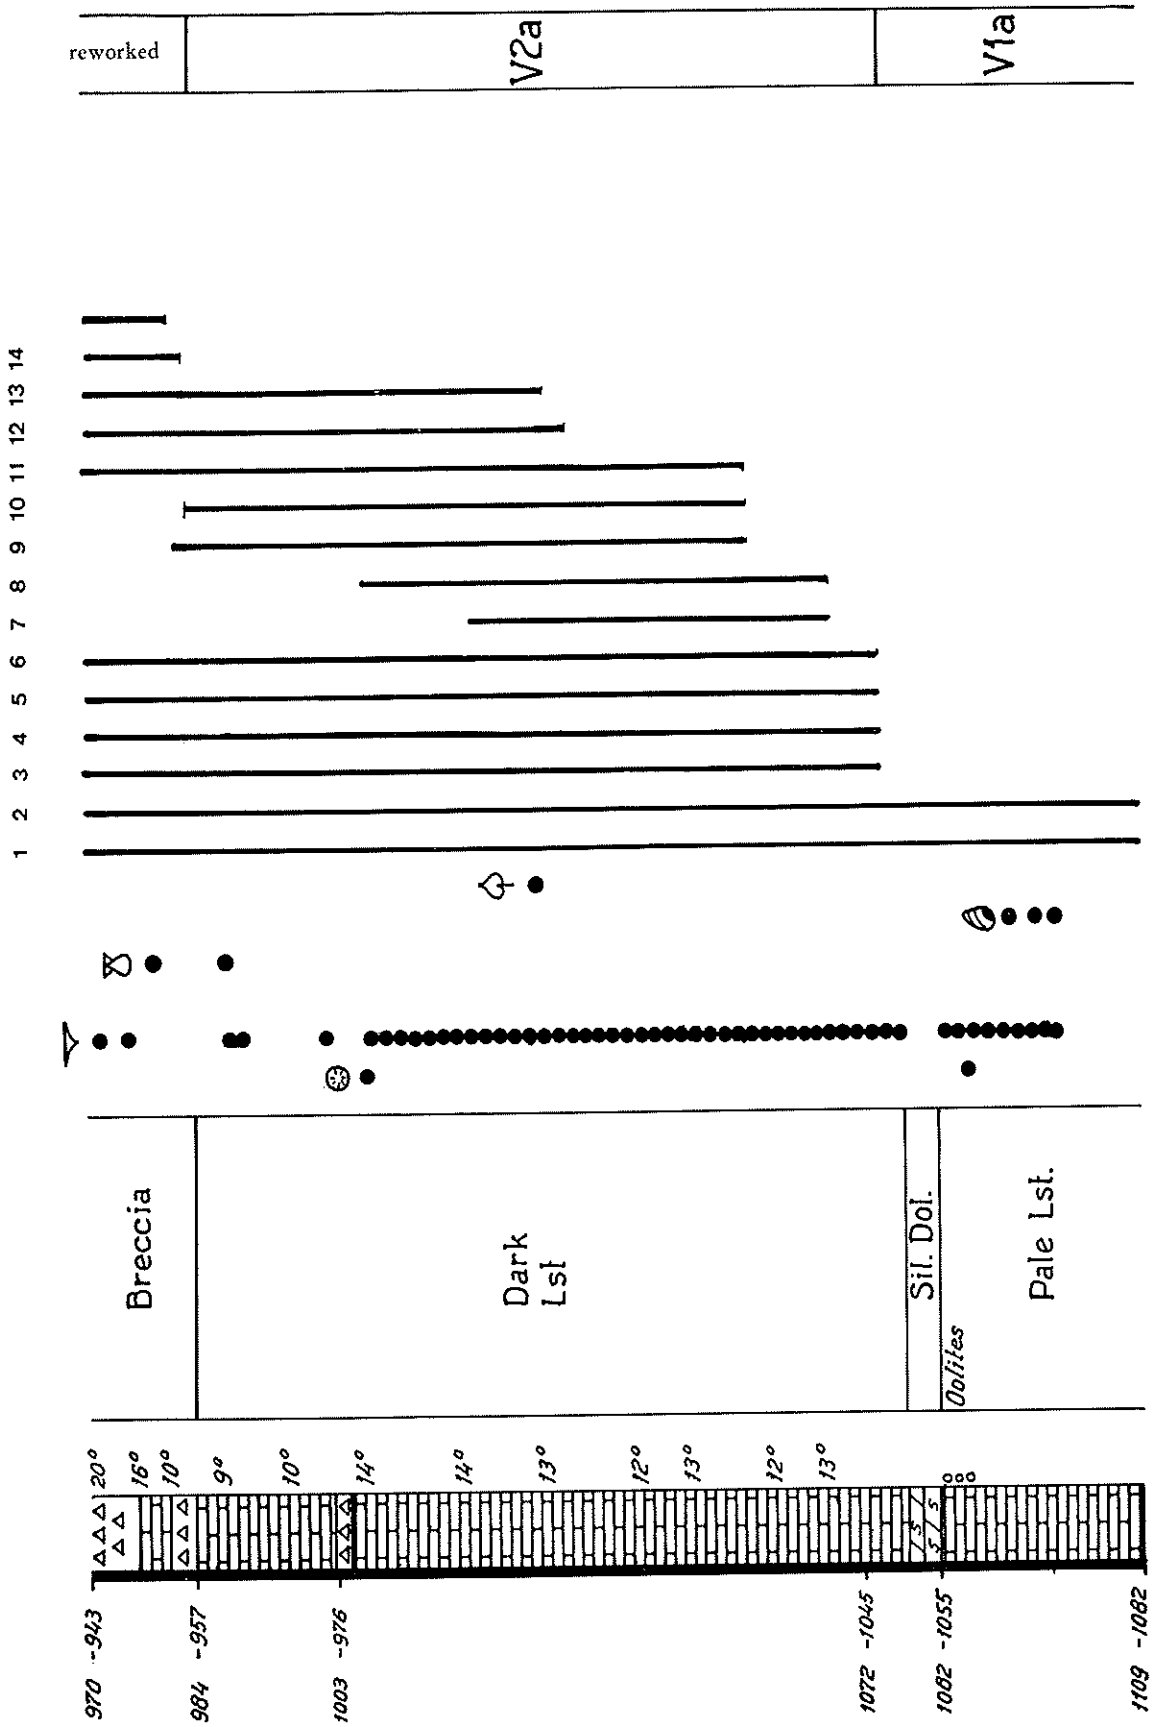 reworked
V2a
V1a
1 2 3 4 5 6 7 8 9 10 11 12 13 14
Breccia
Dark
Lst
Sil. Dol.
Oolites
Pale Lst.
20°
16°
10°
9°
10°
14°
14°
13°
12°
13°
12°
13°
S
S
S
S
970 -943
984 -957
1003 -976
1072 -1045
1082 -1055
1109 -1082